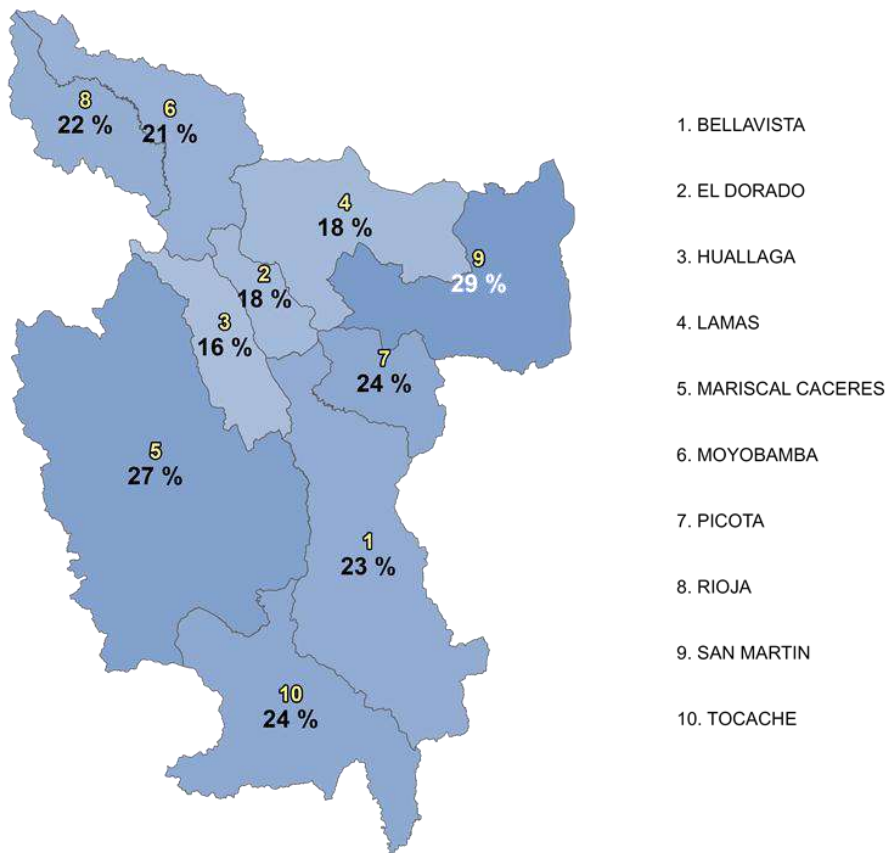 8
22 %
6
21 %
4
18 %
9
29 %
2
18 %
3
16 %
7
24 %
5
27 %
1
23 %
10
24 %
1. BELLAVISTA
2. EL DORADO
3. HUALLAGA
4. LAMAS
5. MARISCAL CACERES
6. MOYOBAMBA
7. PICOTA
8. RIOJA
9. SAN MARTIN
10. TOCACHE